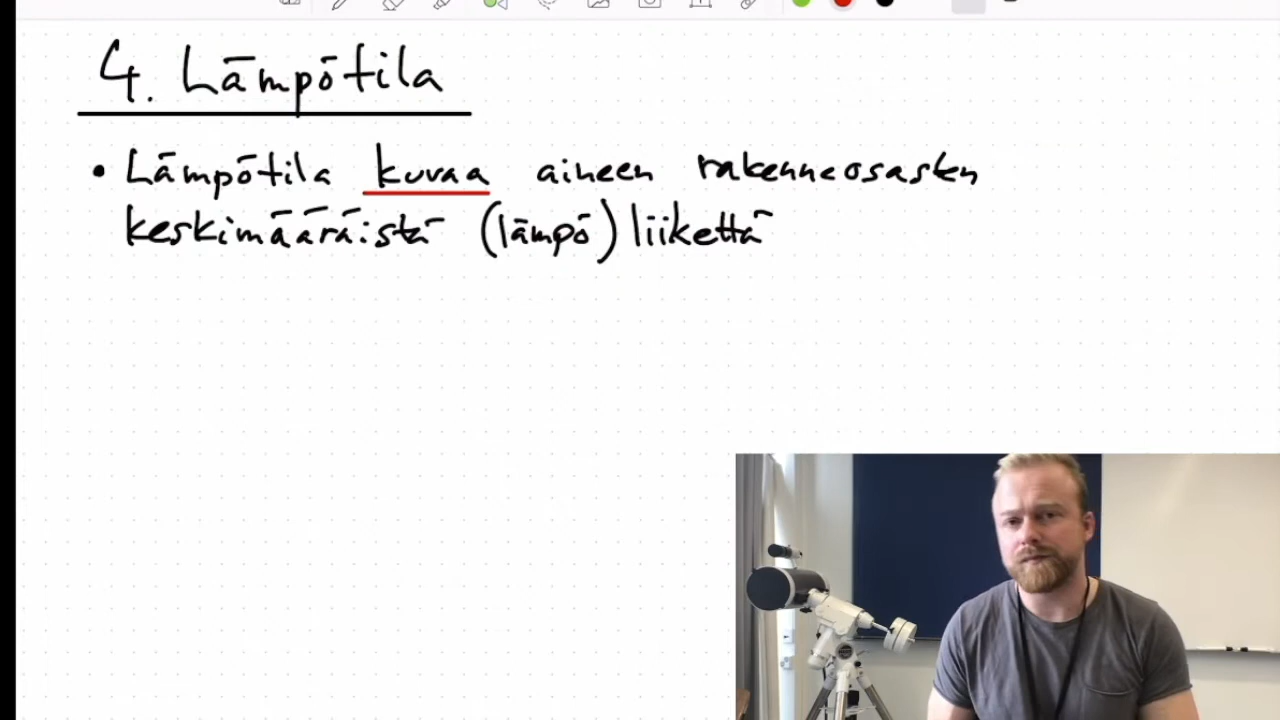 4. Lämpötila
• Lämpötila kuvaa aineen rakenneosasten
keskimääräistä (lämpö)liikettä